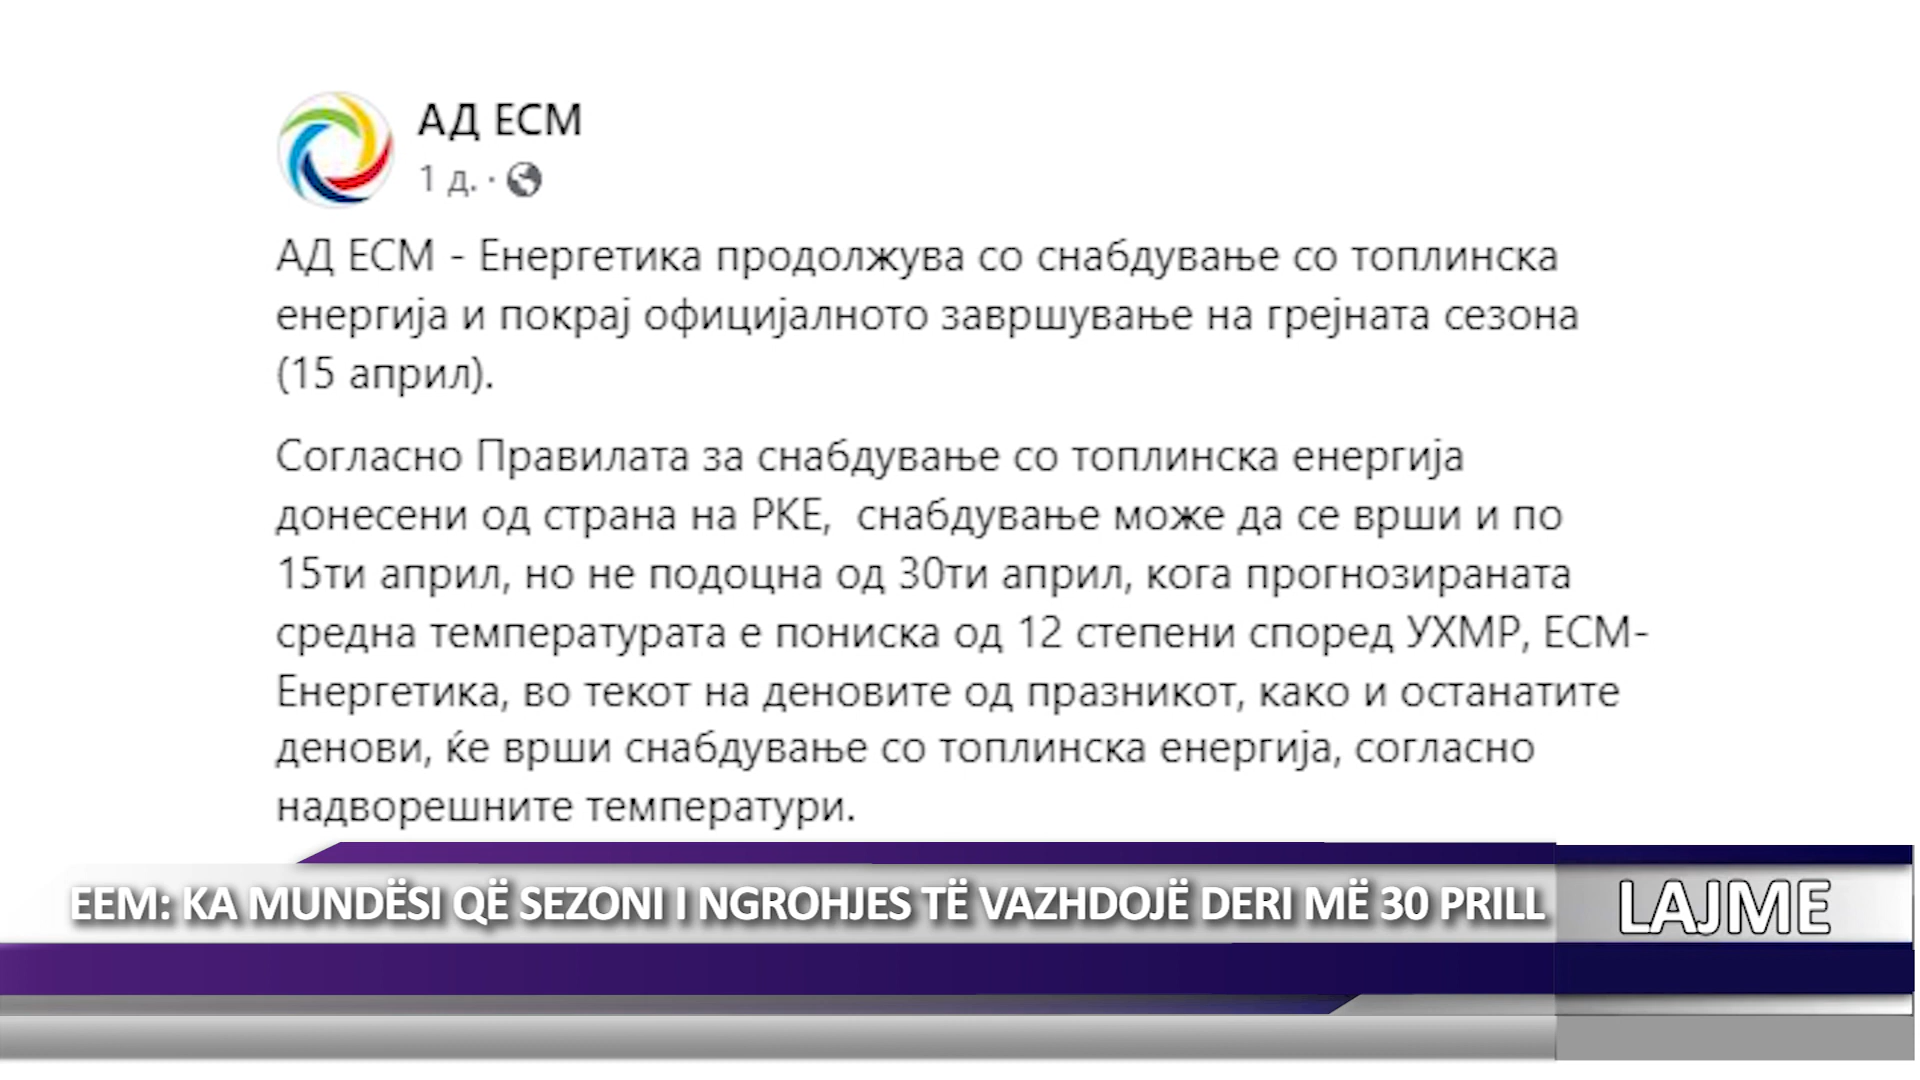 АД ЕСМ
1 д. ·
АД ЕСМ - Енергетика продолжува со снабдување со топлинска
енергија и покрај официјалното завршување на грејната сезона
(15 април).
Согласно Правилата за снабдување со топлинска енергија
донесени од страна на РКЕ, снабдување може да се врши и по
15ти април, но не подоцна од 30ти април, кога прогнозираната
средна температурата е пониска од 12 степени според УХМР, ЕСМ-
Енергетика, во текот на деновите од празникот, како и останатите
денови, ќе врши снабдување со топлинска енергија, согласно
надворешните температури.
EEM: KA MUNDËSI QË SEZONI I NGROHJES TË VAZHDOJË DERI MË 30 PRILL
LAJME